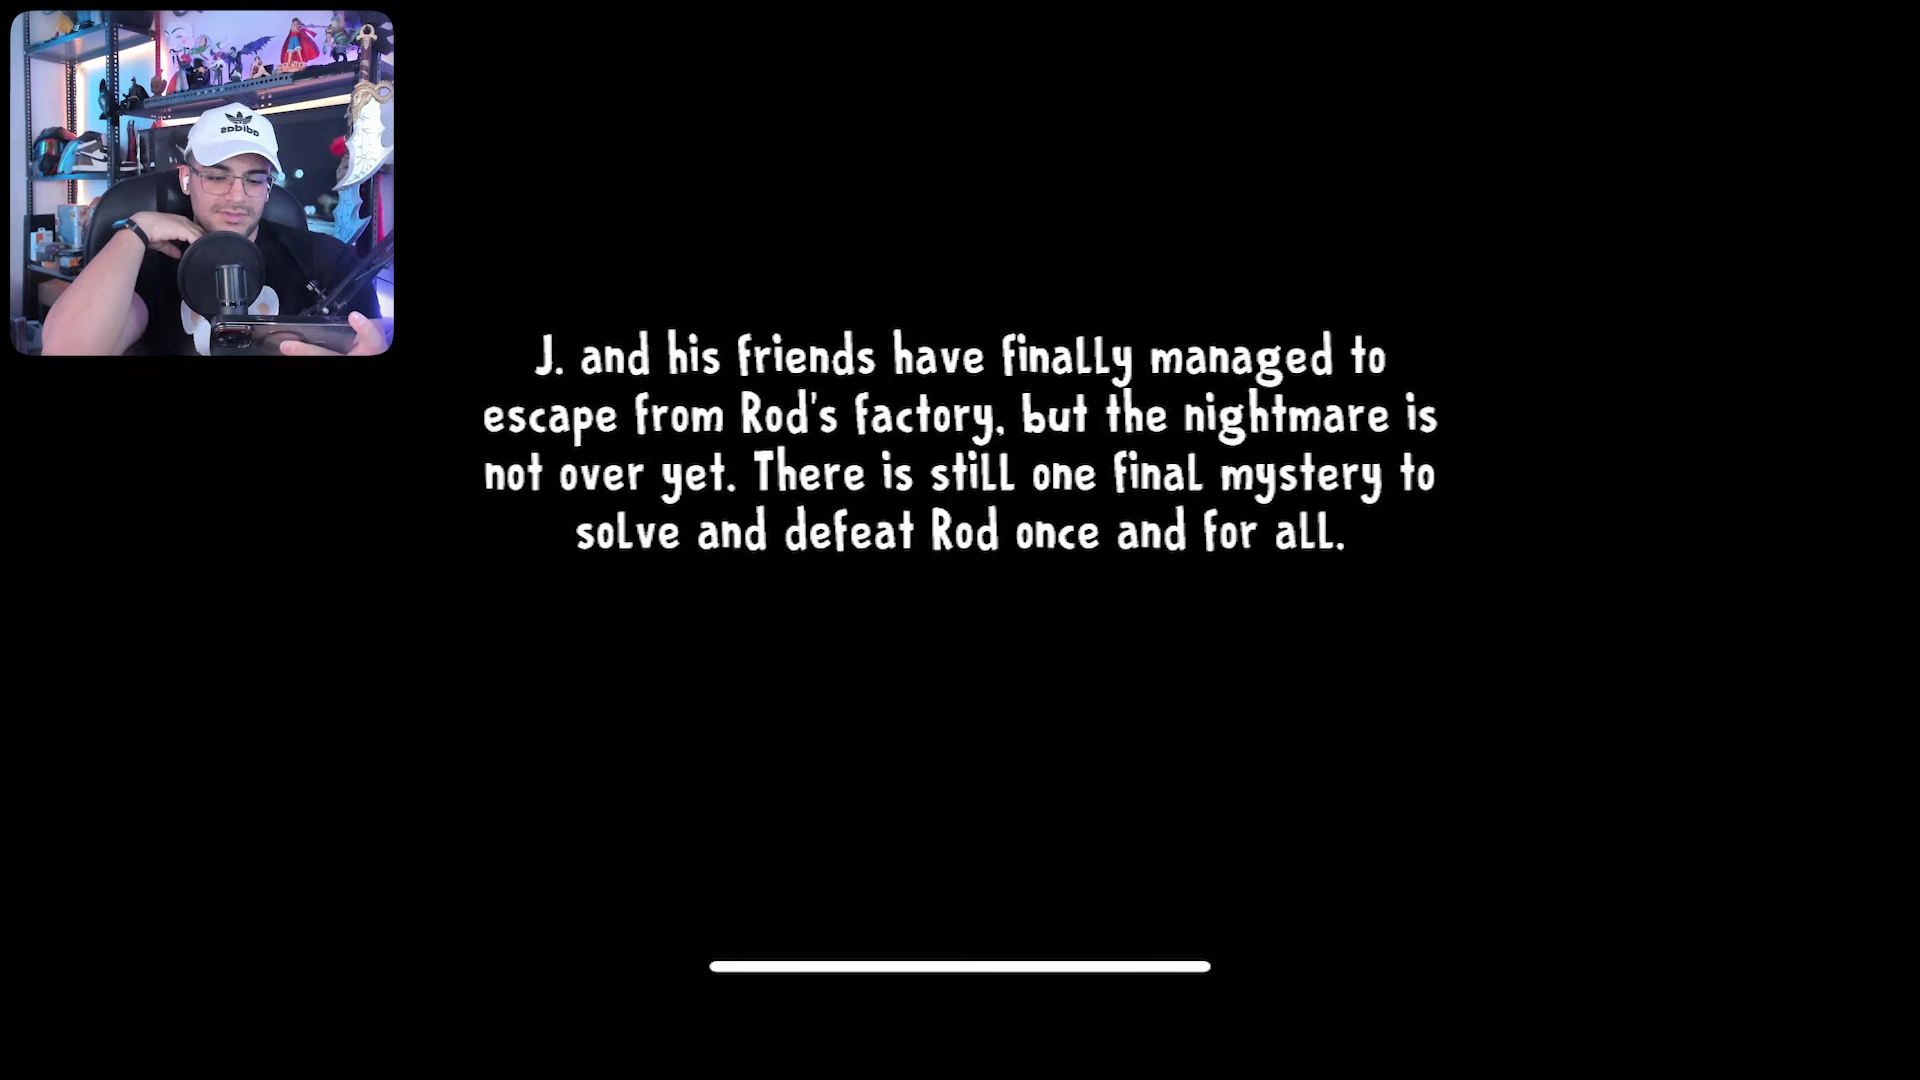 adidas
J. and his friends have finally managed to
escape from Rod's factory, but the nightmare is
not over yet. There is still one final mystery to
solve and defeat Rod once and for all.